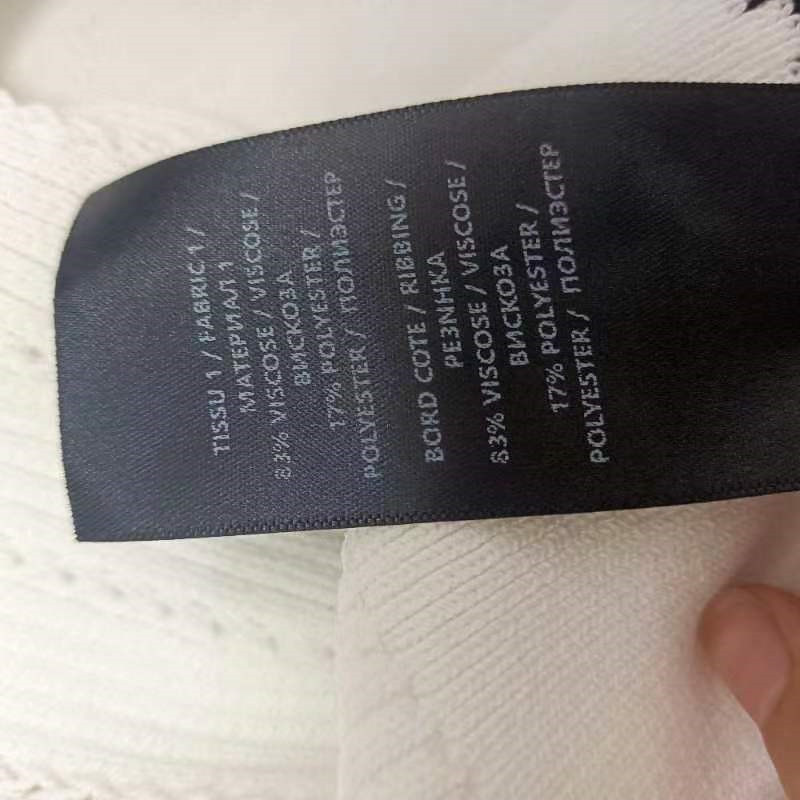 TISSU 1 / FABRIC 1 /
МАТЕРИАЛ 1
83% VISCOSE / VISCOSE /
ВИСКОЗА
17% POLYESTER /
POLYESTER / ПОЛИЭСТЕР
BORD COTE / RIBBING /
РЕЗИНКА
83% VISCOSE / VISCOSE /
ВИСКОЗА
17% POLYESTER /
POLYESTER / ПОЛИЭСТЕР